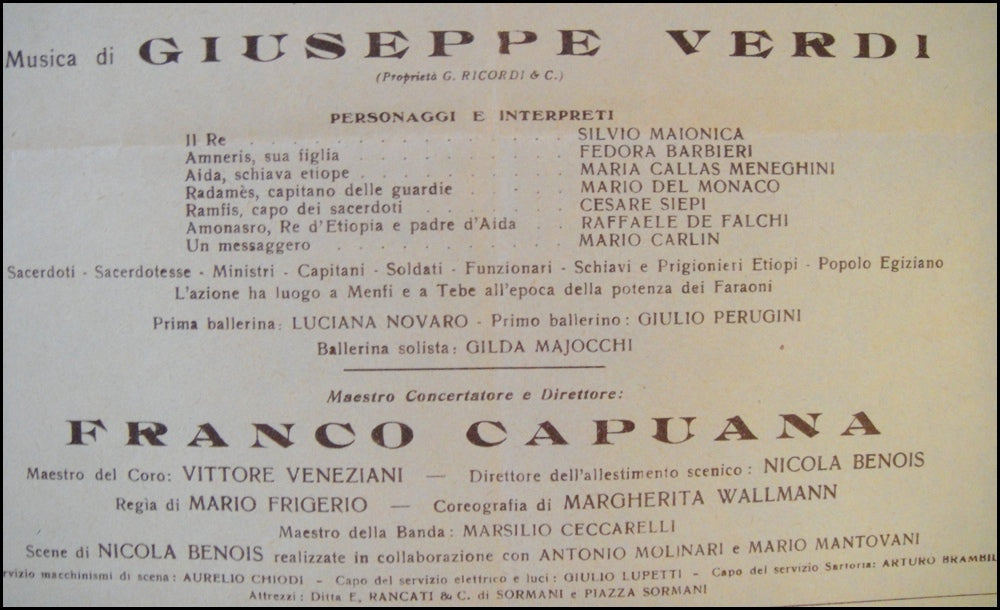 Musica di GIUSEPPE VERDI
(Proprietà G. RICORDI & C.)
PERSONAGGI E INTERPRETI
Il Re . . . . . . . . . . . SILVIO MAIONICA
Amneris, sua figlia . . . . . . . FEDORA BARBIERI
Aida, schiava etiope . . . . . . . MARIA CALLAS MENEGHINI
Radamès, capitano delle guardie . . . . MARIO DEL MONACO
Ramfis, capo dei sacerdoti . . . . . . CESARE SIEPI
Amonasro, Re d'Etiopia e padre d'Aida . . RAFFAELE DE FALCHI
Un messaggero . . . . . . . . . MARIO CARLIN
Sacerdoti - Sacerdotesse - Ministri - Capitani - Soldati - Funzionari - Schiavi e Prigionieri Etiopi - Popolo Egiziano
L'azione ha luogo a Menfi e a Tebe all'epoca della potenza dei Faraoni
Prima ballerina: LUCIANA NOVARO - Primo ballerino: GIULIO PERUGINI
Ballerina solista: GILDA MAJOCCHI
Maestro Concertatore e Direttore:
FRANCO CAPUANA
Maestro del Coro: VITTORE VENEZIANI — Direttore dell'allestimento scenico: NICOLA BENOIS
Regìa di MARIO FRIGERIO — Coreografia di MARGHERITA WALLMANN
Maestro della Banda: MARSILIO CECCARELLI
Scene di NICOLA BENOIS realizzate in collaborazione con ANTONIO MOLINARI e MARIO MANTOVANI
rvizio macchinismi di scena: AURELIO CHIODI - Capo del servizio elettrico e luci: GIULIO LUPETTI - Capo del servizio Sartoria: ARTURO BRAMBIL
Attrezzi: Ditta E. RANCATI & C. di SORMANI e PIAZZA SORMANI